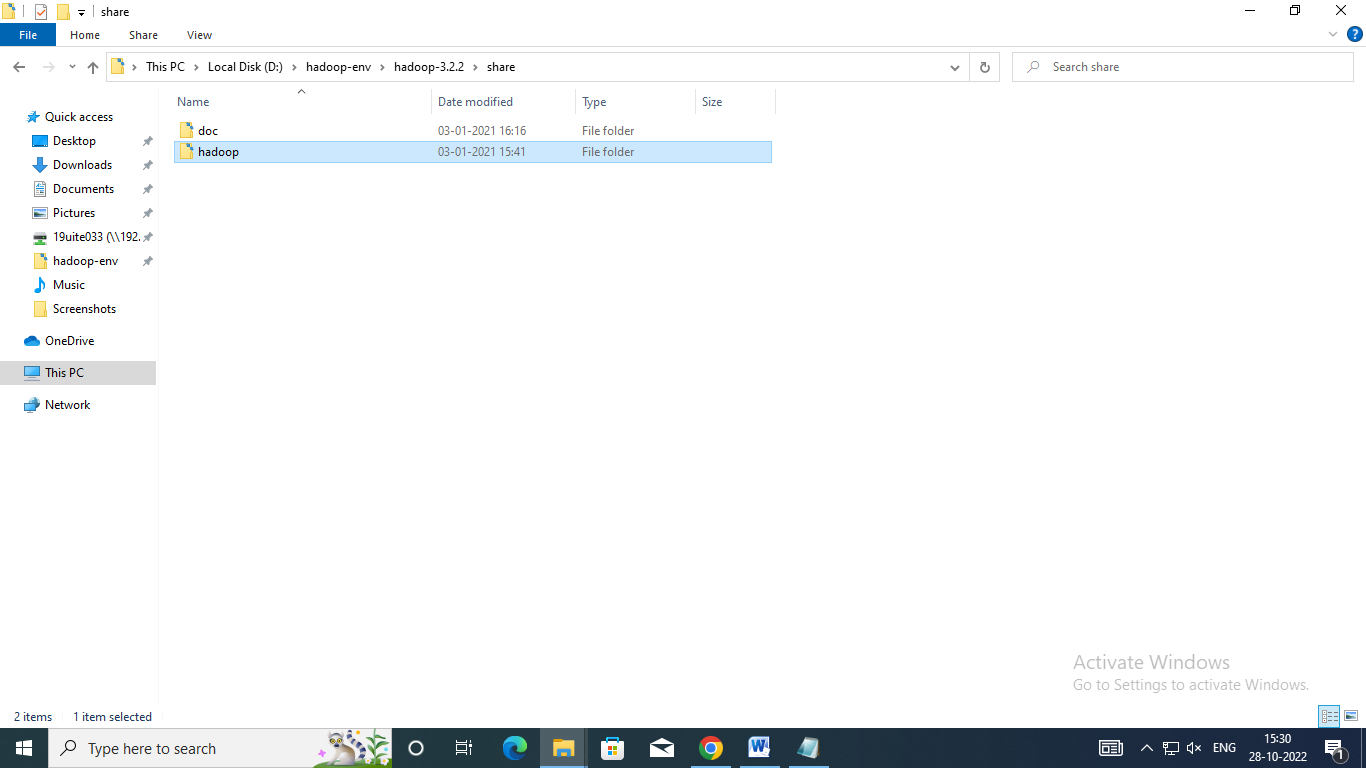 share
File Home Share View
This PC Local Disk (D:) hadoop-env hadoop-3.2.2 share
Search share
Name Date modified Type Size
doc 03-01-2021 16:16 File folder
hadoop 03-01-2021 15:41 File folder
Quick access
Desktop
Downloads
Documents
Pictures
19uite033 (\\192.
hadoop-env
Music
Screenshots
OneDrive
This PC
Network
Activate Windows
Go to Settings to activate Windows.
2 items 1 item selected
Type here to search
ENG
15:30
28-10-2022
1